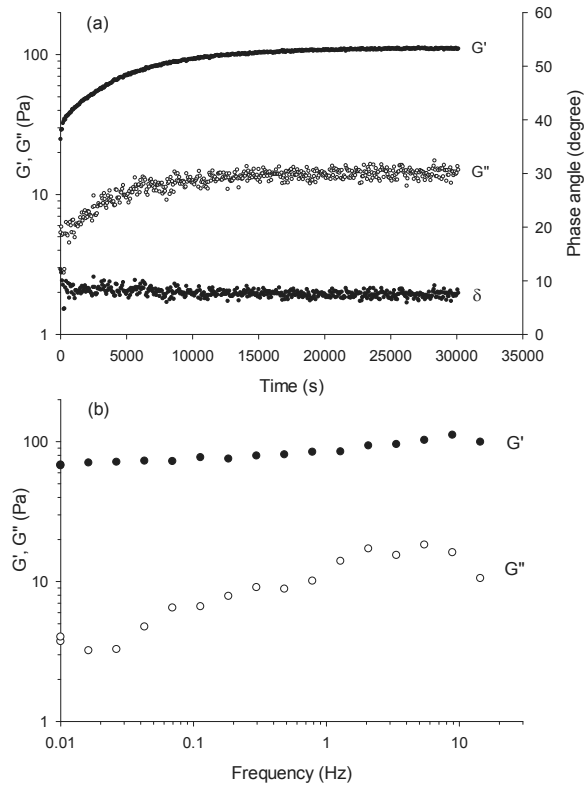 (a)
100
10
1
G', G'' (Pa)
60
50
40
30
20
10
0
Phase angle (degree)
G'
G''
δ
0 5000 10000 15000 20000 25000 30000 35000
Time (s)
(b)
100
10
1
G', G'' (Pa)
G'
G''
0.01 0.1 1 10
Frequency (Hz)